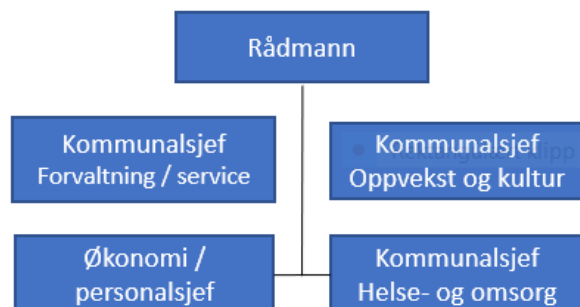 Rådmann
Kommunalsjef
Forvaltning / service
Kommunalsjef
Oppvekst og kultur
Økonomi /
personalsjef
Kommunalsjef
Helse- og omsorg